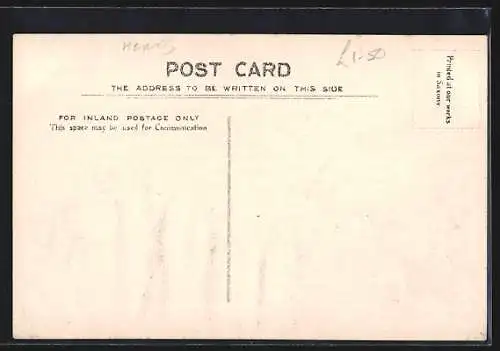 £1-50
POST CARD
THE ADDRESS TO BE WRITTEN ON THIS SIDE
FOR INLAND POSTAGE ONLY
This space may be used for Communication
Printed at our works
in Saxony